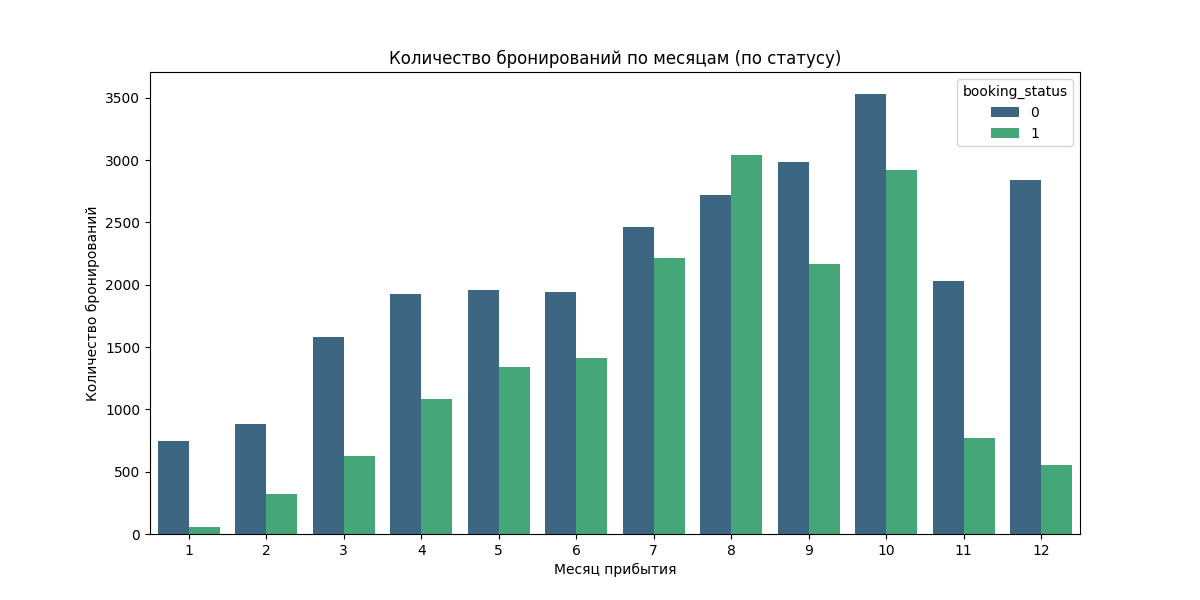 Количество бронирований по месяцам (по статусу)
booking_status
0
1
Количество бронирований
3500
3000
2500
2000
1500
1000
500
0
1 2 3 4 5 6 7 8 9 10 11 12
Месяц прибытия